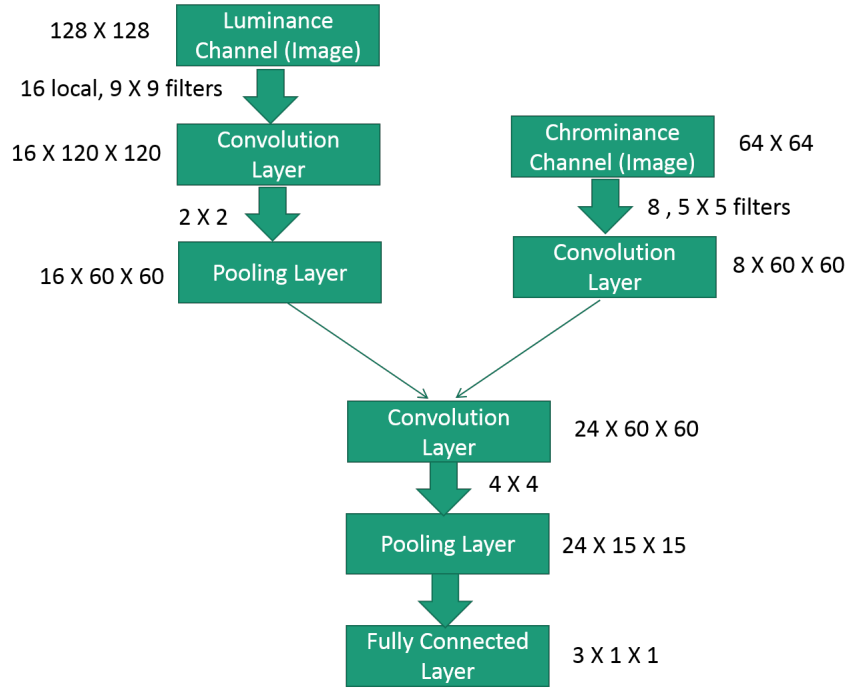 128 X 128
Luminance
Channel (Image)
16 local, 9 X 9 filters
16 X 120 X 120
Convolution
Layer
2 X 2
16 X 60 X 60
Pooling Layer
Chrominance
Channel (Image)
64 X 64
8 , 5 X 5 filters
Convolution
Layer
8 X 60 X 60
Convolution
Layer
24 X 60 X 60
4 X 4
Pooling Layer
24 X 15 X 15
Fully Connected
Layer
3 X 1 X 1